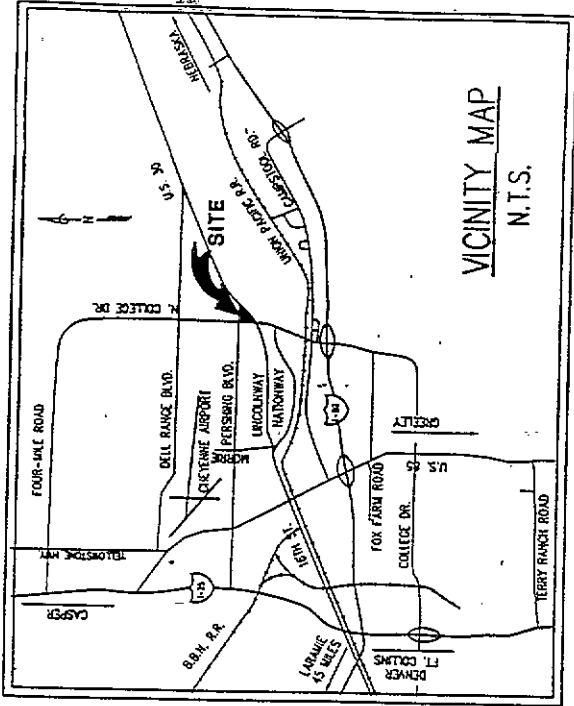 NEBRASKA
U.S. 30
N
CAMPSTOOL RD.
UNION PACIFIC R.R.
SITE
VICINITY MAP
N.T.S.
N. COLLEGE DR.
FOUR-MILE ROAD
DELL RANGE BLVD.
CHEYENNE AIRPORT
PERSHING BLVD.
MORRIE
LINCOLNWAY
NATIONWAY
I-80
GREELEY
U.S. 85
YELLOWSTONE HWY.
16TH ST.
FOX FARM ROAD
COLLEGE DR.
TERRY RANCH ROAD
CASPER
I-25
B.B.H. R.R.
LARAMIE
45 MILES
DENVER
FT. COLLINS